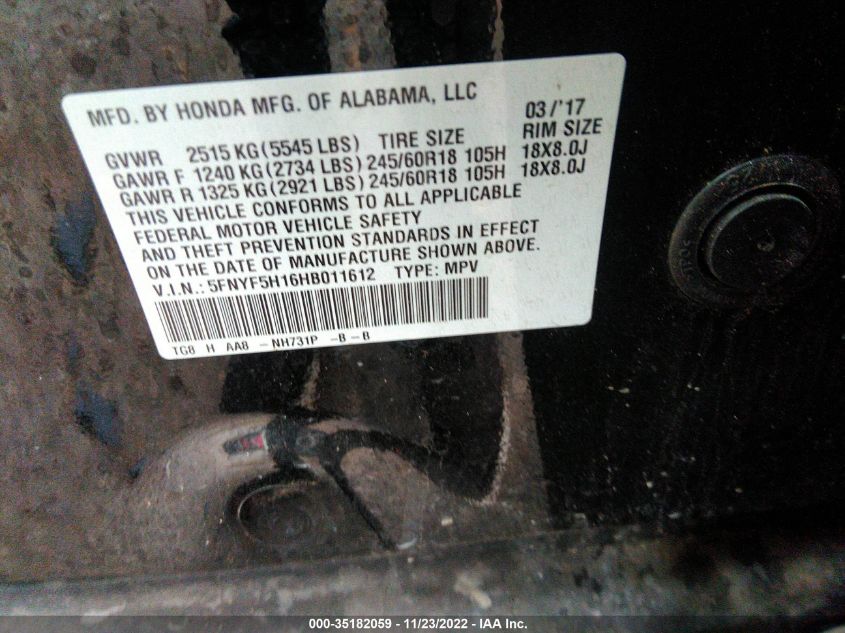 MFD. BY HONDA MFG. OF ALABAMA, LLC 03/'17
GVWR 2515 KG (5545 LBS) TIRE SIZE RIM SIZE
GAWR F 1240 KG (2734 LBS) 245/60R18 105H 18X8.0J
GAWR R 1325 KG (2921 LBS) 245/60R18 105H 18X8.0J
THIS VEHICLE CONFORMS TO ALL APPLICABLE
FEDERAL MOTOR VEHICLE SAFETY
AND THEFT PREVENTION STANDARDS IN EFFECT
ON THE DATE OF MANUFACTURE SHOWN ABOVE.
V.I.N.: 5FNYF5H16HB011612 TYPE: MPV
TG8 H AA8 - NH731P -B-B
000-35182059 - 11/23/2022 - IAA Inc.